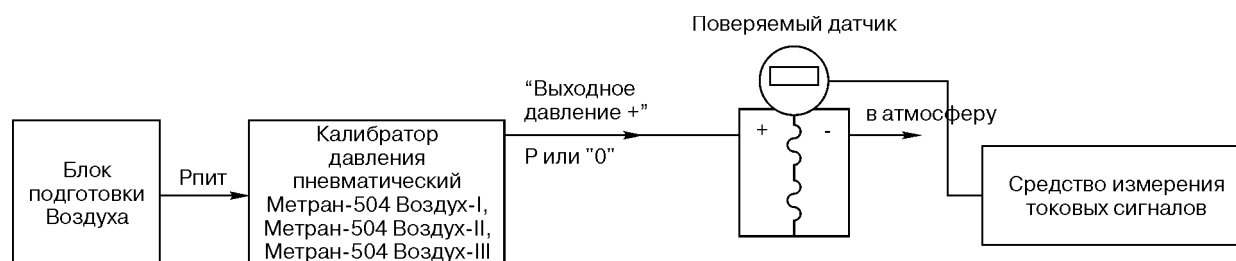 Поверяемый датчик
“Выходное
давление +”
в атмосферу
Блок
подготовки
Воздуха
Рпит
Калибратор
давления
пневматический
Метран-504 Воздух-I,
Метран-504 Воздух-II,
Метран-504 Воздух-III
Р или "0"
+ -
Средство измерения
токовых сигналов